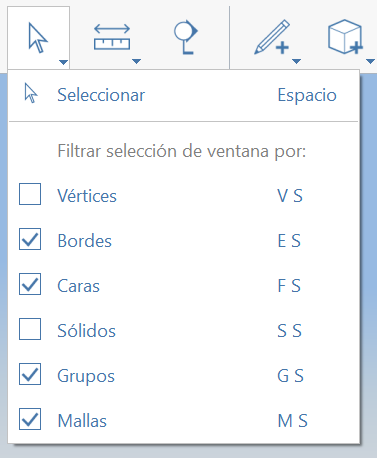 Seleccionar Espacio
Filtrar selección de ventana por:
Vértices V S
Bordes E S
Caras F S
Sólidos S S
Grupos G S
Mallas M S